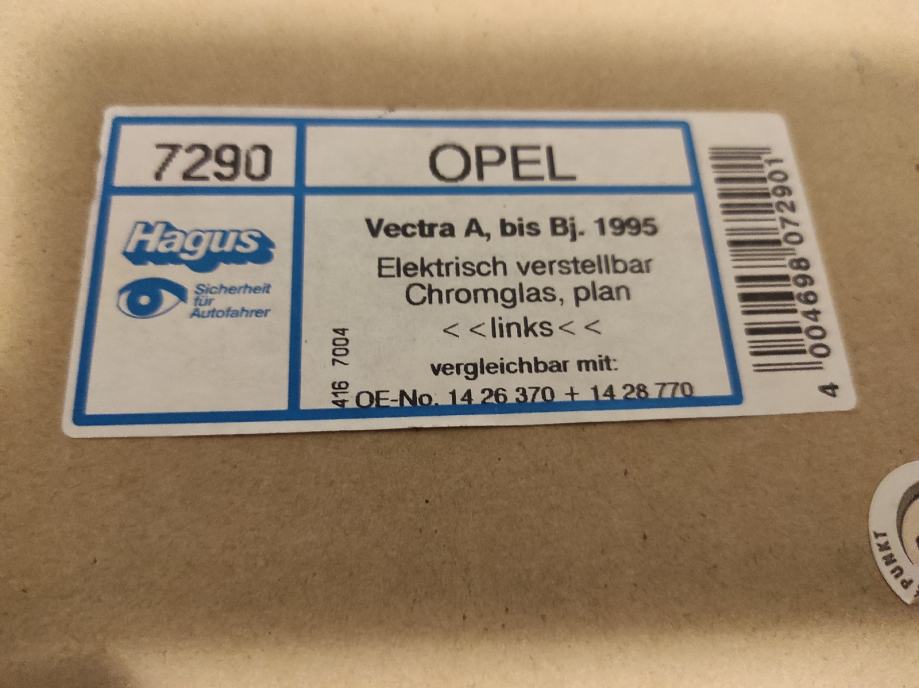 7290
OPEL
Hagus
Sicherheit
für
Autofahrer
Vectra A, bis Bj. 1995
Elektrisch verstellbar
Chromglas, plan
<<links<<
vergleichbar mit:
OE-No. 14 26 370 + 14 28 770
416 7004
4 004698 072901
PUNKT